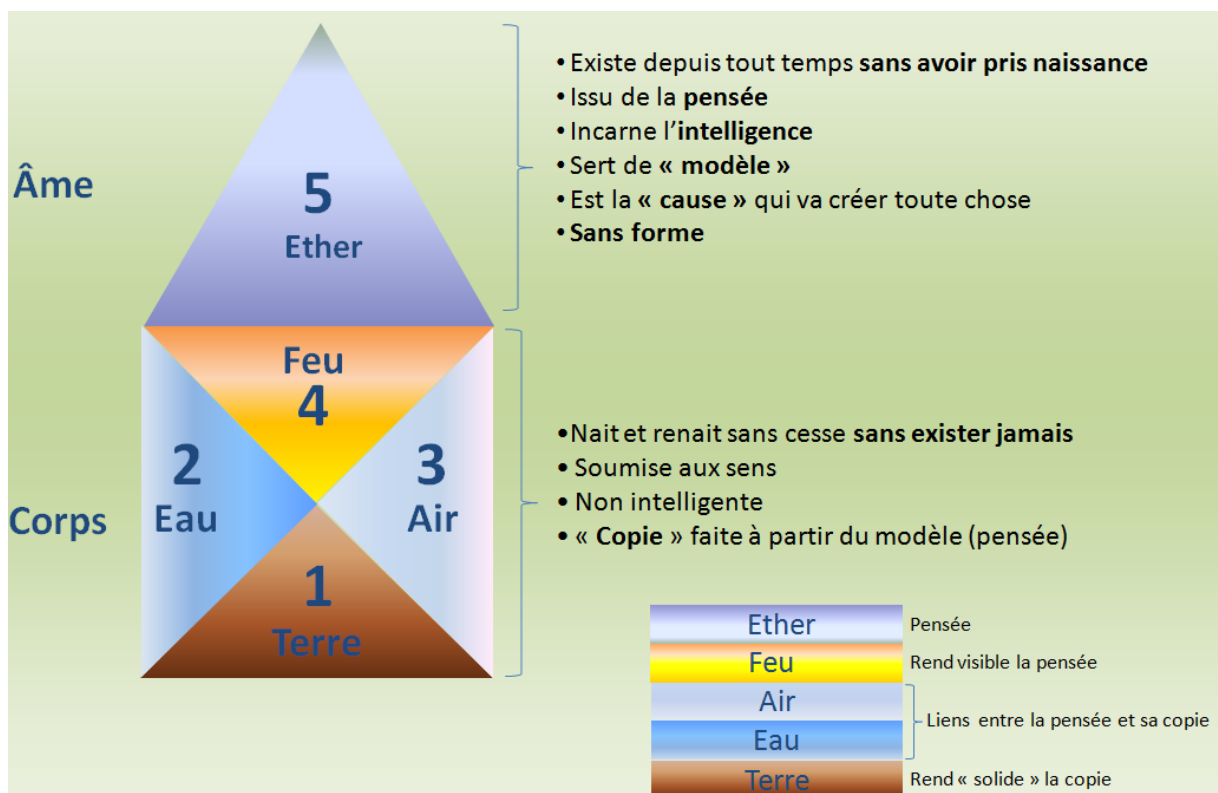 Âme
5
Ether
• Existe depuis tout temps sans avoir pris naissance
• Issu de la pensée
• Incarne l'intelligence
• Sert de « modèle »
• Est la « cause » qui va créer toute chose
• Sans forme
Corps
Feu
4
2
Eau
3
Air
1
Terre
• Nait et renait sans cesse sans exister jamais
• Soumise aux sens
• Non intelligente
• « Copie » faite à partir du modèle (pensée)
Ether Pensée
Feu Rend visible la pensée
Air
Eau
Liens entre la pensée et sa copie
Terre Rend « solide » la copie